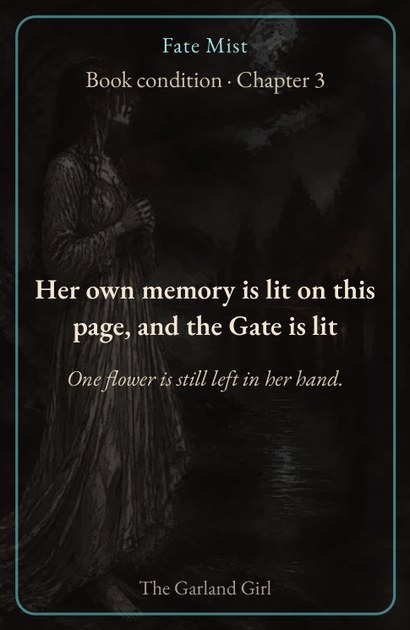 Fate Mist
Book condition · Chapter 3
Her own memory is lit on this
page, and the Gate is lit
One flower is still left in her hand.
The Garland Girl